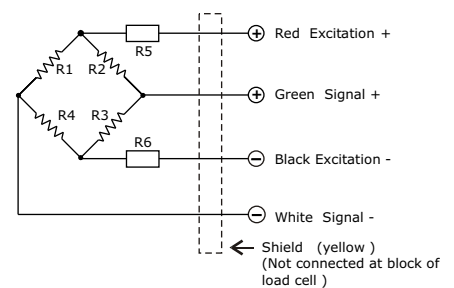 Red Excitation +
R5
R1
R2
Green Signal +
R4
R3
R6
Black Excitation -
White Signal -
Shield (yellow )
(Not connected at block of
load cell )